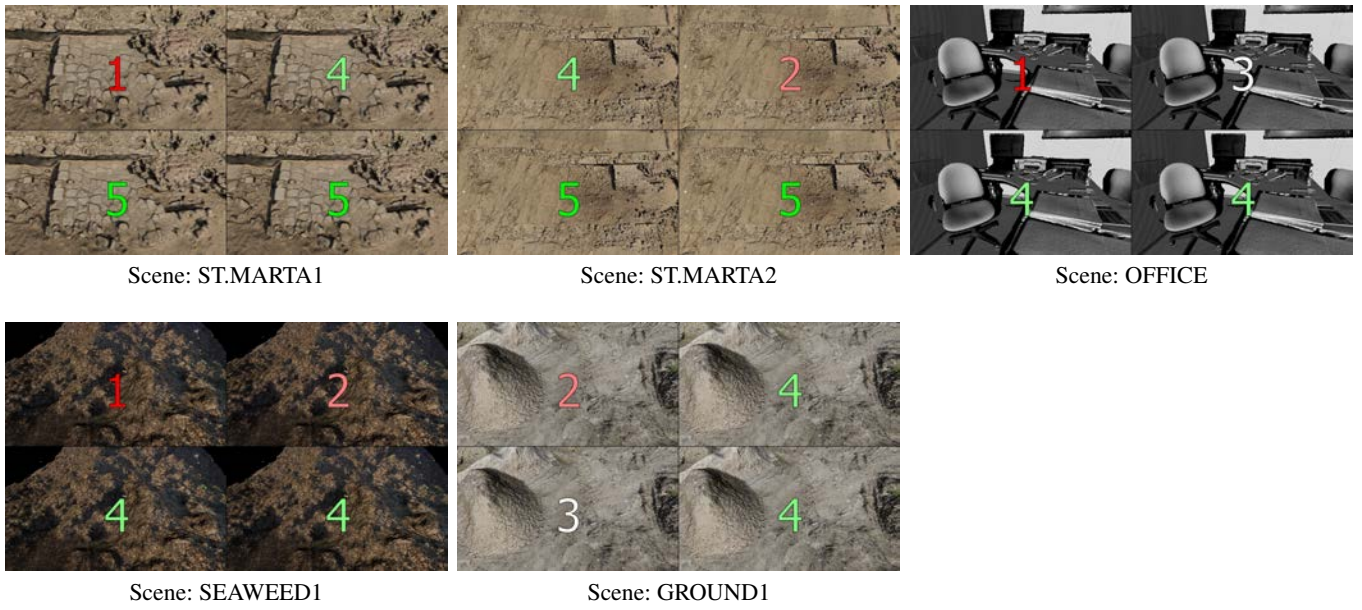 1 4
5 5
Scene: ST.MARTA1
4 2
5 5
Scene: ST.MARTA2
1 3
4 4
Scene: OFFICE
1 2
4 4
Scene: SEAWEED1
2 4
3 4
Scene: GROUND1